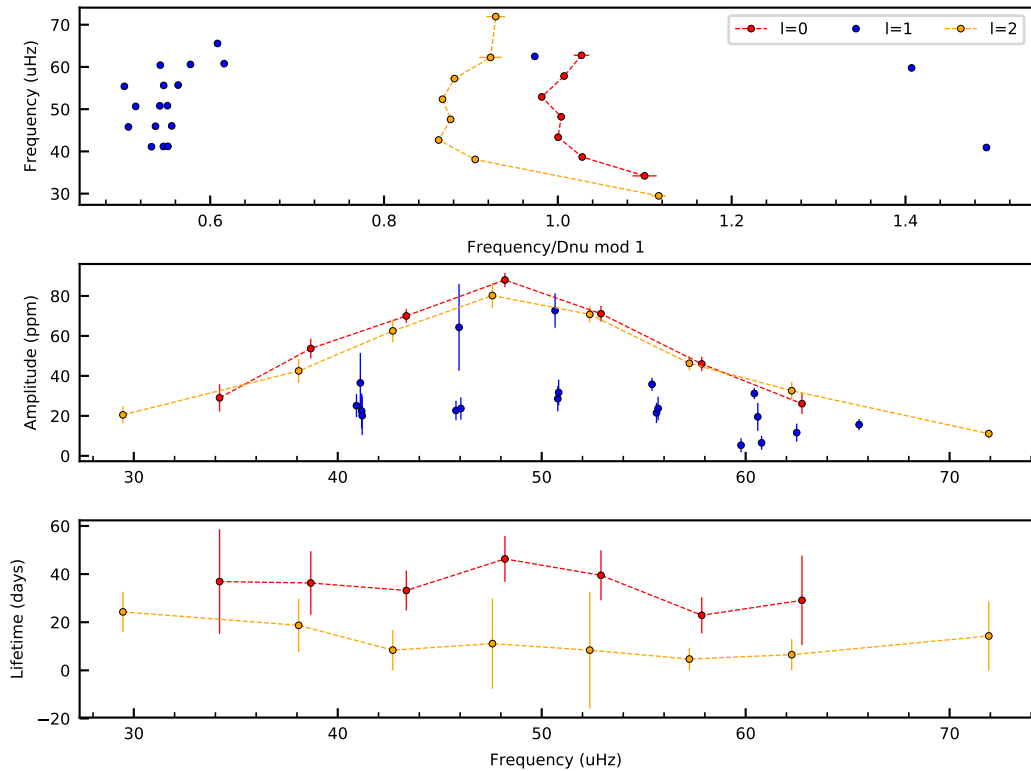 70
60
50
40
30
Frequency (uHz)
l=0 l=1 l=2
0.6 0.8 1.0 1.2 1.4
Frequency/Dnu mod 1
80
60
40
20
0
Amplitude (ppm)
30 40 50 60 70
60
40
20
0
−20
Lifetime (days)
30 40 50 60 70
Frequency (uHz)